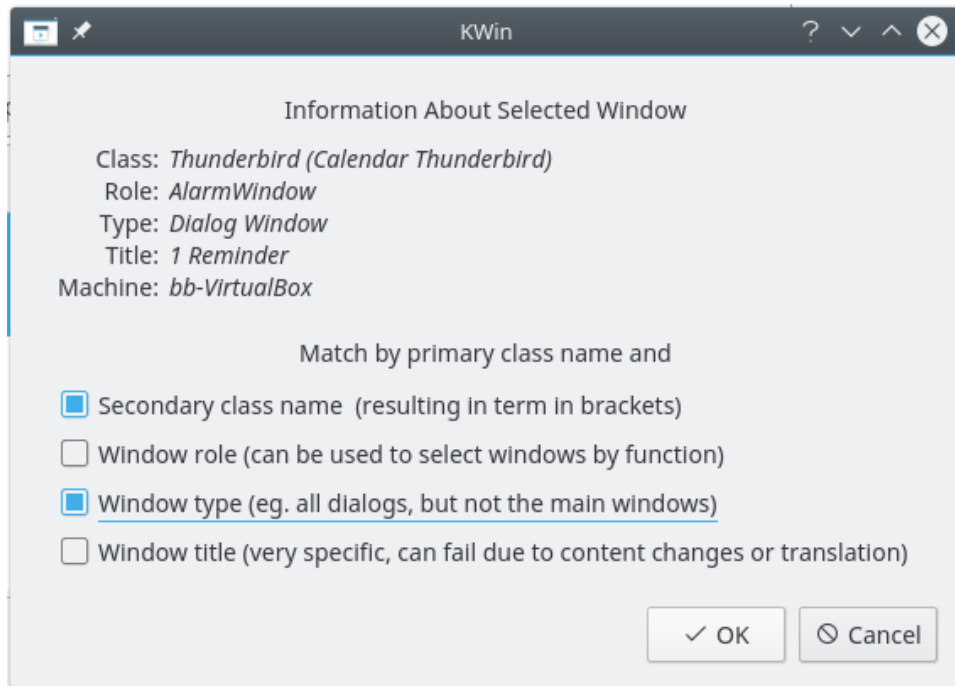 KWin
Information About Selected Window
Class: Thunderbird (Calendar Thunderbird)
Role: AlarmWindow
Type: Dialog Window
Title: 1 Reminder
Machine: bb-VirtualBox
Match by primary class name and
Secondary class name (resulting in term in brackets)
Window role (can be used to select windows by function)
Window type (eg. all dialogs, but not the main windows)
Window title (very specific, can fail due to content changes or translation)
OK Cancel